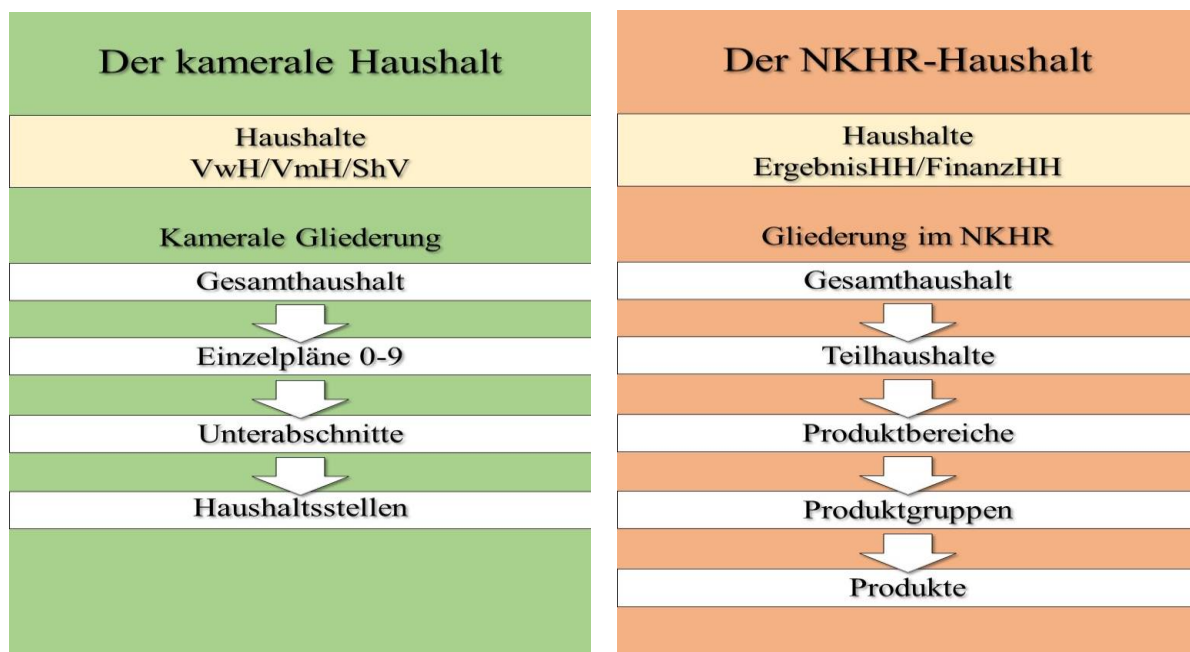 Der kamerale Haushalt
Haushalte
VwH/VmH/ShV
Kamerale Gliederung
Gesamthaushalt
Einzelpläne 0-9
Unterabschnitte
Haushaltsstellen
Der NKHR-Haushalt
Haushalte
ErgebnisHH/FinanzHH
Gliederung im NKHR
Gesamthaushalt
Teilhaushalte
Produktbereiche
Produktgruppen
Produkte